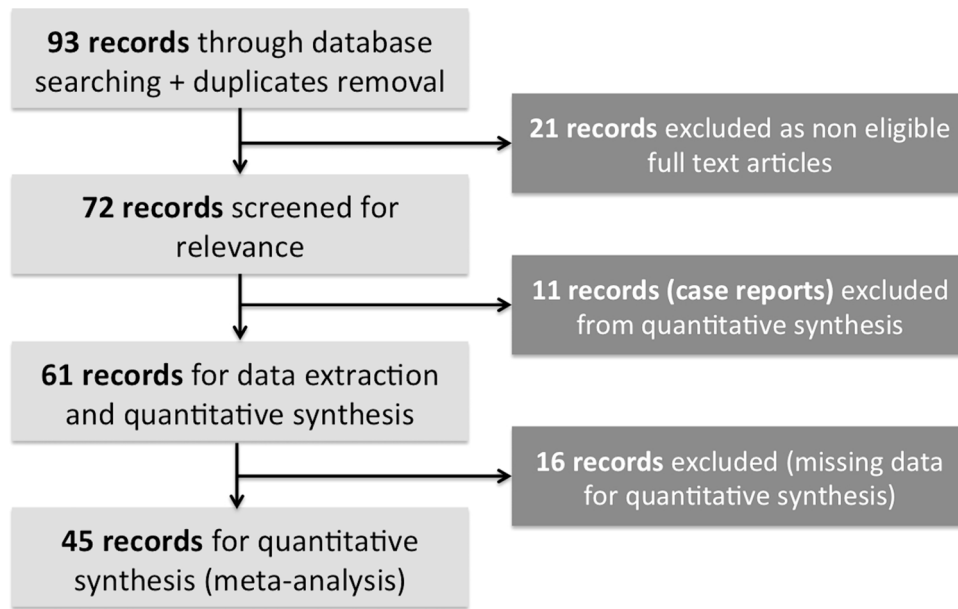 93 records through database
searching + duplicates removal
21 records excluded as non eligible
full text articles
72 records screened for
relevance
11 records (case reports) excluded
from quantitative synthesis
61 records for data extraction
and quantitative synthesis
16 records excluded (missing data
for quantitative synthesis)
45 records for quantitative
synthesis (meta-analysis)